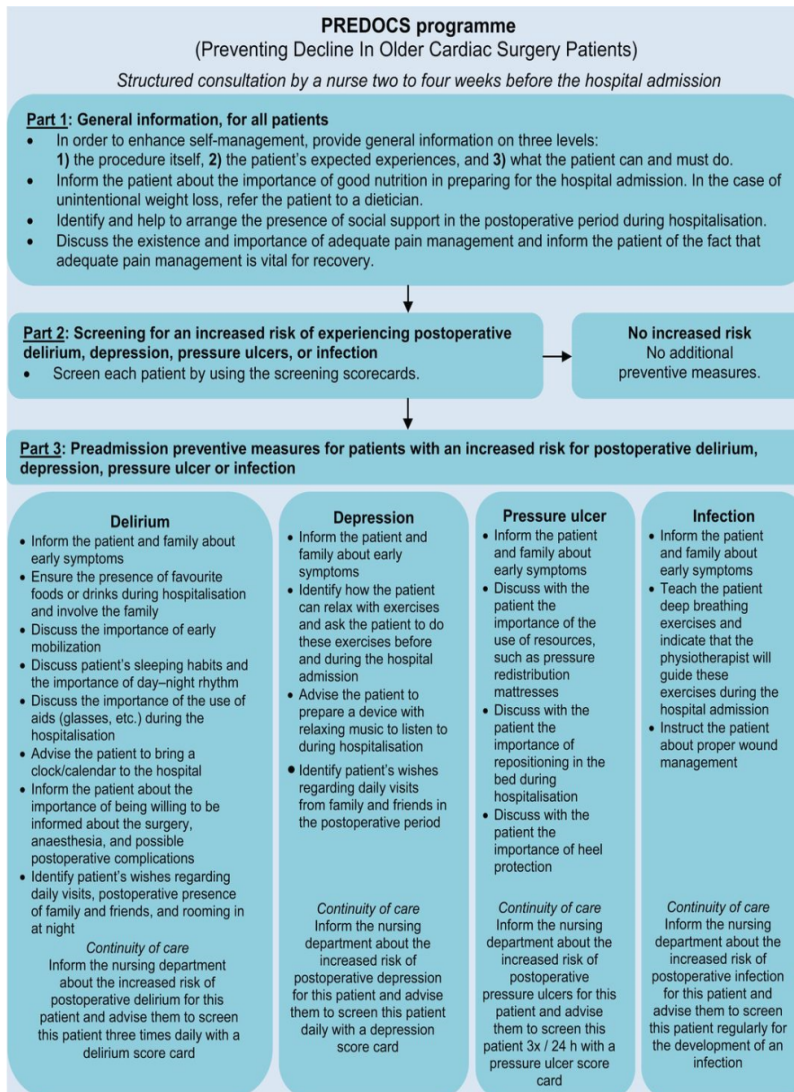 PREDOCS programme
(Preventing Decline In Older Cardiac Surgery Patients)
Structured consultation by a nurse two to four weeks before the hospital admission
Part 1: General information, for all patients
• In order to enhance self-management, provide general information on three levels:
1) the procedure itself, 2) the patient's expected experiences, and 3) what the patient can and must do.
• Inform the patient about the importance of good nutrition in preparing for the hospital admission. In the case of
unintentional weight loss, refer the patient to a dietician.
• Identify and help to arrange the presence of social support in the postoperative period during hospitalisation.
• Discuss the existence and importance of adequate pain management and inform the patient of the fact that
adequate pain management is vital for recovery.
Part 2: Screening for an increased risk of experiencing postoperative
delirium, depression, pressure ulcers, or infection
• Screen each patient by using the screening scorecards.
No increased risk
No additional
preventive measures.
Part 3: Preadmission preventive measures for patients with an increased risk for postoperative delirium,
depression, pressure ulcer or infection
Delirium
• Inform the patient and family about
early symptoms
• Ensure the presence of favourite
foods or drinks during hospitalisation
and involve the family
• Discuss the importance of early
mobilization
• Discuss patient's sleeping habits and
the importance of day–night rhythm
• Discuss the importance of the use of
aids (glasses, etc.) during the
hospitalisation
• Advise the patient to bring a
clock/calendar to the hospital
• Inform the patient about the
importance of being willing to be
informed about the surgery,
anaesthesia, and possible
postoperative complications
• Identify patient's wishes regarding
daily visits, postoperative presence
of family and friends, and rooming in
at night
Continuity of care
Inform the nursing department
about the increased risk of
postoperative delirium for this
patient and advise them to screen
this patient three times daily with a
delirium score card
Depression
• Inform the patient and
family about early
symptoms
• Identify how the patient
can relax with exercises
and ask the patient to do
these exercises before
and during the hospital
admission
• Advise the patient to
prepare a device with
relaxing music to listen to
during hospitalisation
• Identify patient's wishes
regarding daily visits
from family and friends in
the postoperative period
Continuity of care
Inform the nursing
department about the
increased risk of
postoperative depression
for this patient and advise
them to screen this patient
daily with a depression
score card
Pressure ulcer
• Inform the patient
and family about
early symptoms
• Discuss with the
patient the
importance of the
use of resources,
such as pressure
redistribution
mattresses
• Discuss with the
patient the
importance of
repositioning in the
bed during
hospitalisation
• Discuss with the
patient the
importance of heel
protection
Continuity of care
Inform the nursing
department about the
increased risk of
postoperative
pressure ulcers for this
patient and advise
them to screen this
patient 3x / 24 h with a
pressure ulcer score
card
Infection
• Inform the patient
and family about
early symptoms
• Teach the patient
deep breathing
exercises and
indicate that the
physiotherapist will
guide these
exercises during the
hospital admission
• Instruct the patient
about proper wound
management
Continuity of care
Inform the nursing
department about the
increased risk of
postoperative infection
for this patient and
advise them to screen
this patient regularly for
the development of an
infection